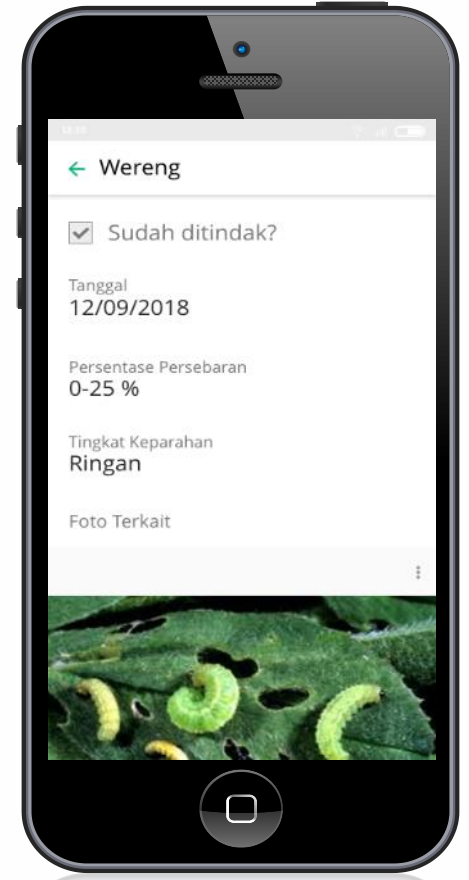 Wereng
Sudah ditindak?
Tanggal
12/09/2018
Persentase Persebaran
0-25 %
Tingkat Keparahan
Ringan
Foto Terkait